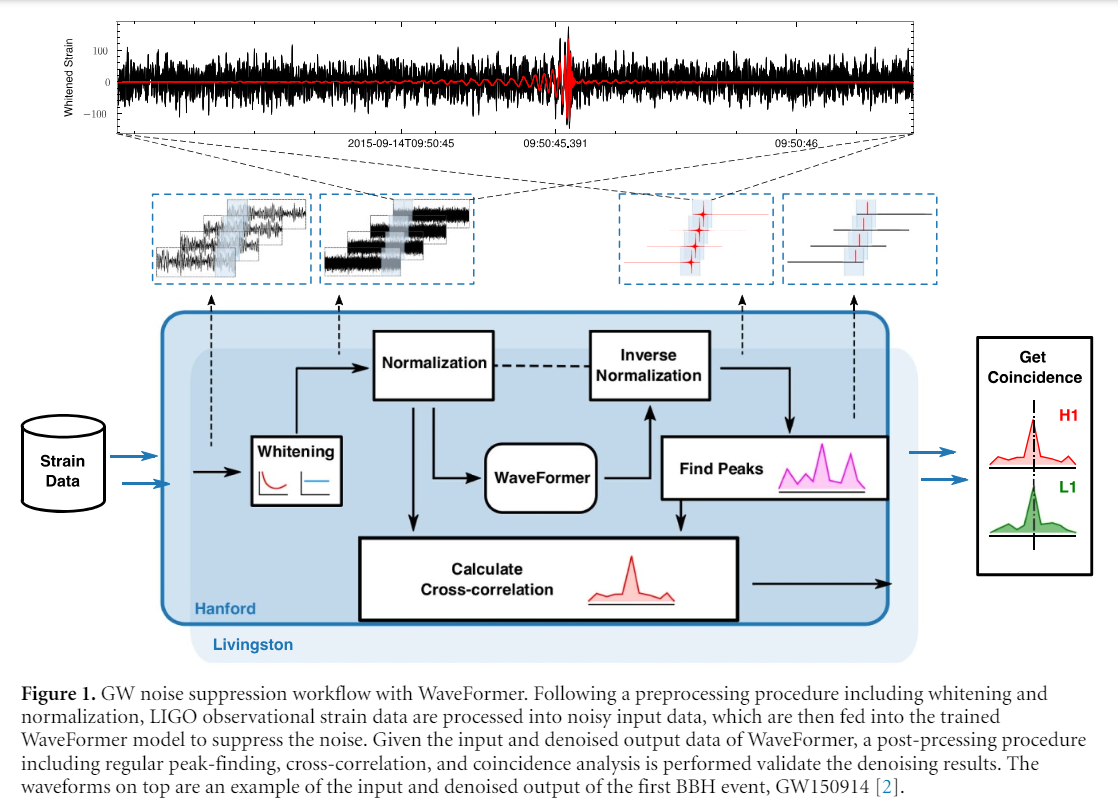 Whitened Strain
100
0
−100
2015-09-14T09:50:45
09:50:45.391
09:50:46
Normalization
Inverse
Normalization
Get
Coincidence
H1
L1
Strain
Data
Whitening
WaveFormer
Find Peaks
Calculate
Cross-correlation
Hanford
Livingston
Figure 1. GW noise suppression workflow with WaveFormer. Following a preprocessing procedure including whitening and
normalization, LIGO observational strain data are processed into noisy input data, which are then fed into the trained
WaveFormer model to suppress the noise. Given the input and denoised output data of WaveFormer, a post-prcessing procedure
including regular peak-finding, cross-correlation, and coincidence analysis is performed validate the denoising results. The
waveforms on top are an example of the input and denoised output of the first BBH event, GW150914 [2].